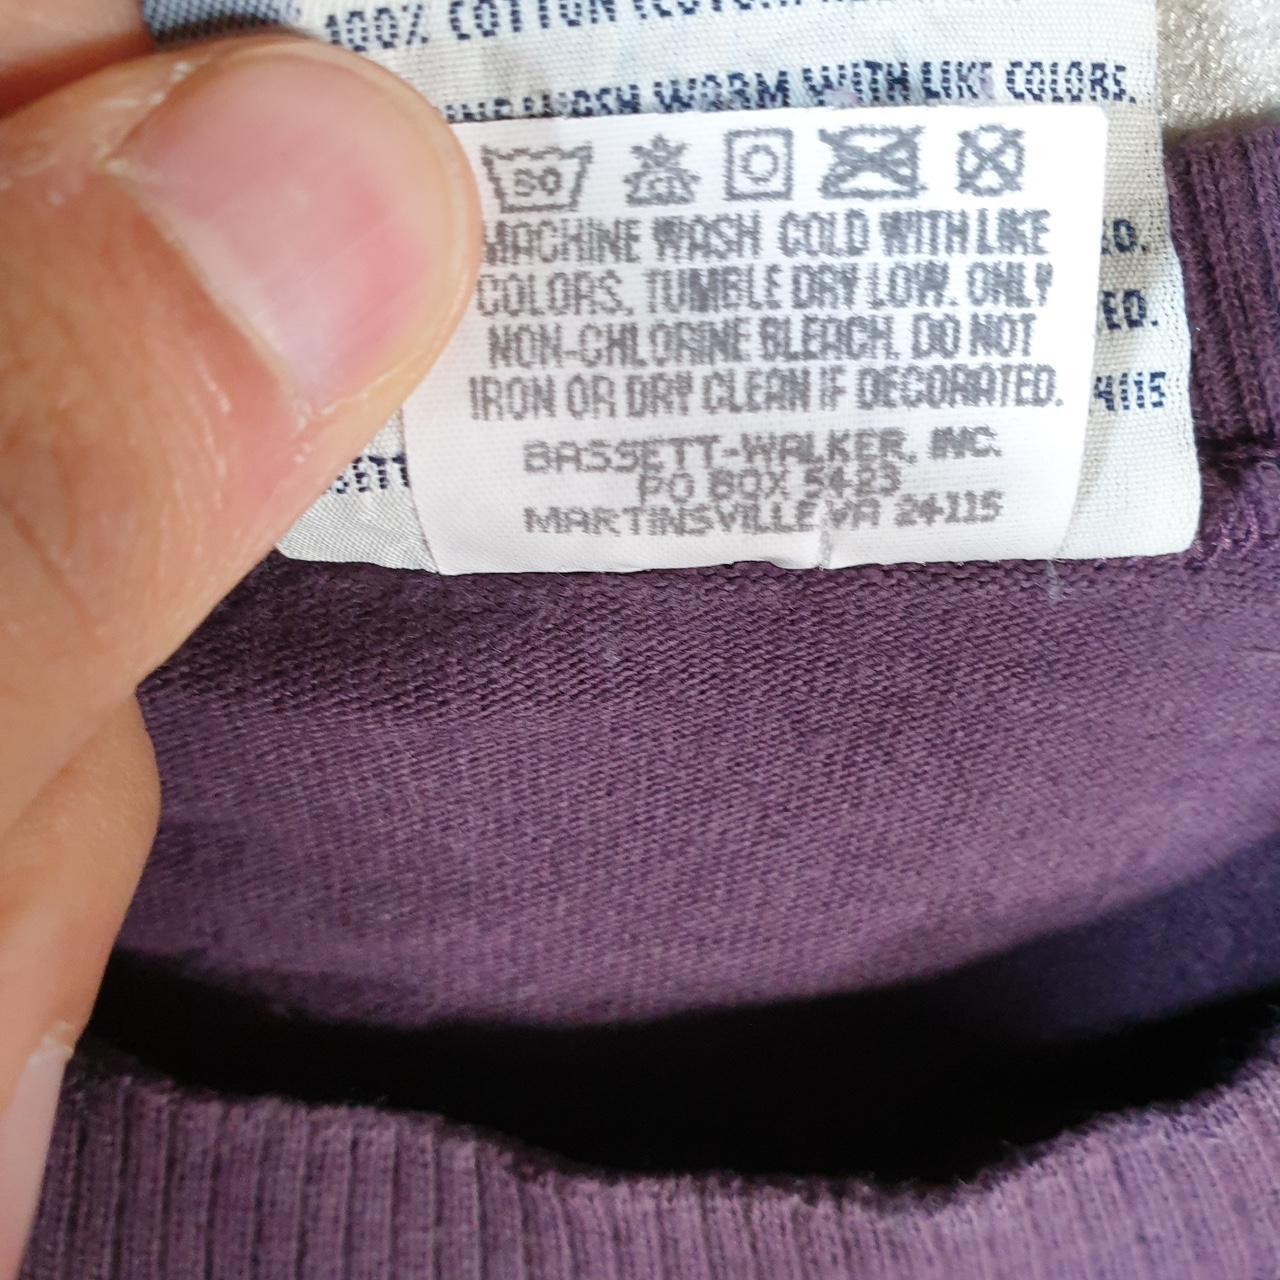 100% COTTON
WASH WARM WITH LIKE COLORS.
30
MACHINE WASH COLD WITH LIKE
COLORS. TUMBLE DRY LOW. ONLY
NON-CHLORINE BLEACH. DO NOT
IRON OR DRY CLEAN IF DECORATED.
BASSETT-WALKER, INC.
PO BOX 5423
MARTINSVILLE VA 24115
ED.
4115